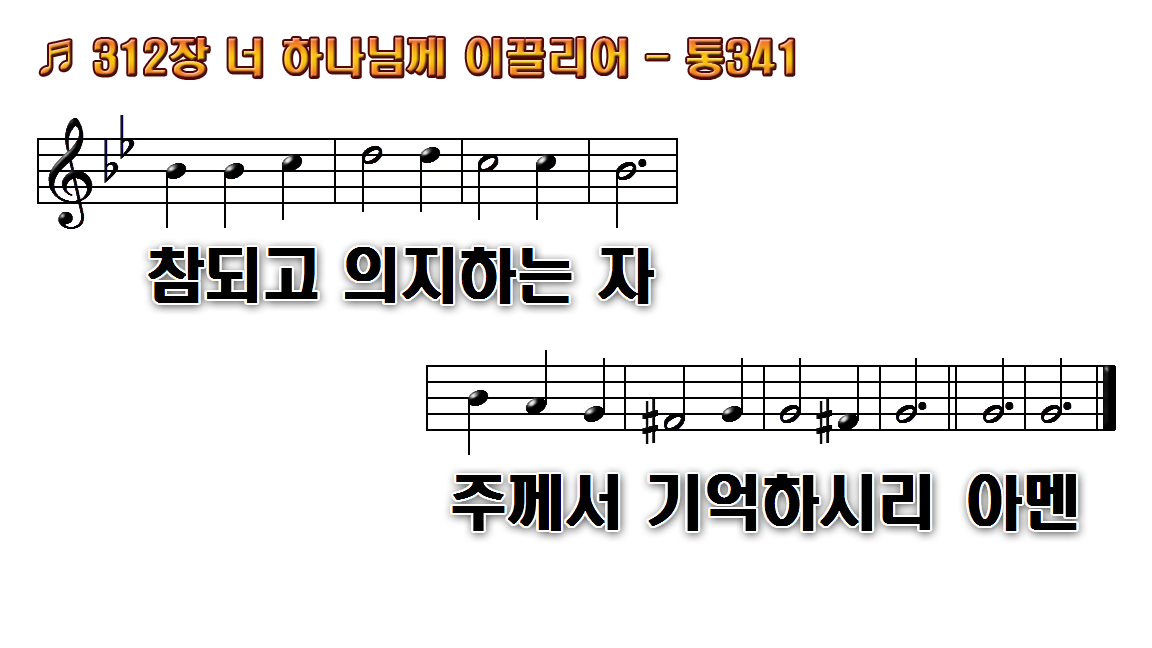 ♬ 312장 너 하나님께 이끌리어 - 통341
참되고 의지하는 자
주께서 기억하시리 아멘